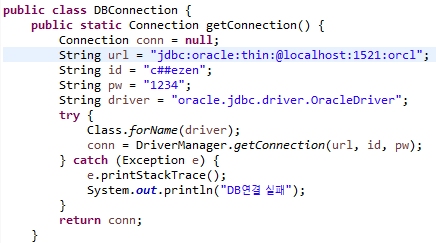 public class DBConnection {
public static Connection getConnection() {
Connection conn = null;
String url = "jdbc:oracle:thin:@localhost:1521:orcl";
String id = "c##ezen";
String pw = "1234";
String driver = "oracle.jdbc.driver.OracleDriver";
try {
Class.forName(driver);
conn = DriverManager.getConnection(url, id, pw);
} catch (Exception e) {
e.printStackTrace();
System.out.println("DB연결 실패");
}
return conn;
}